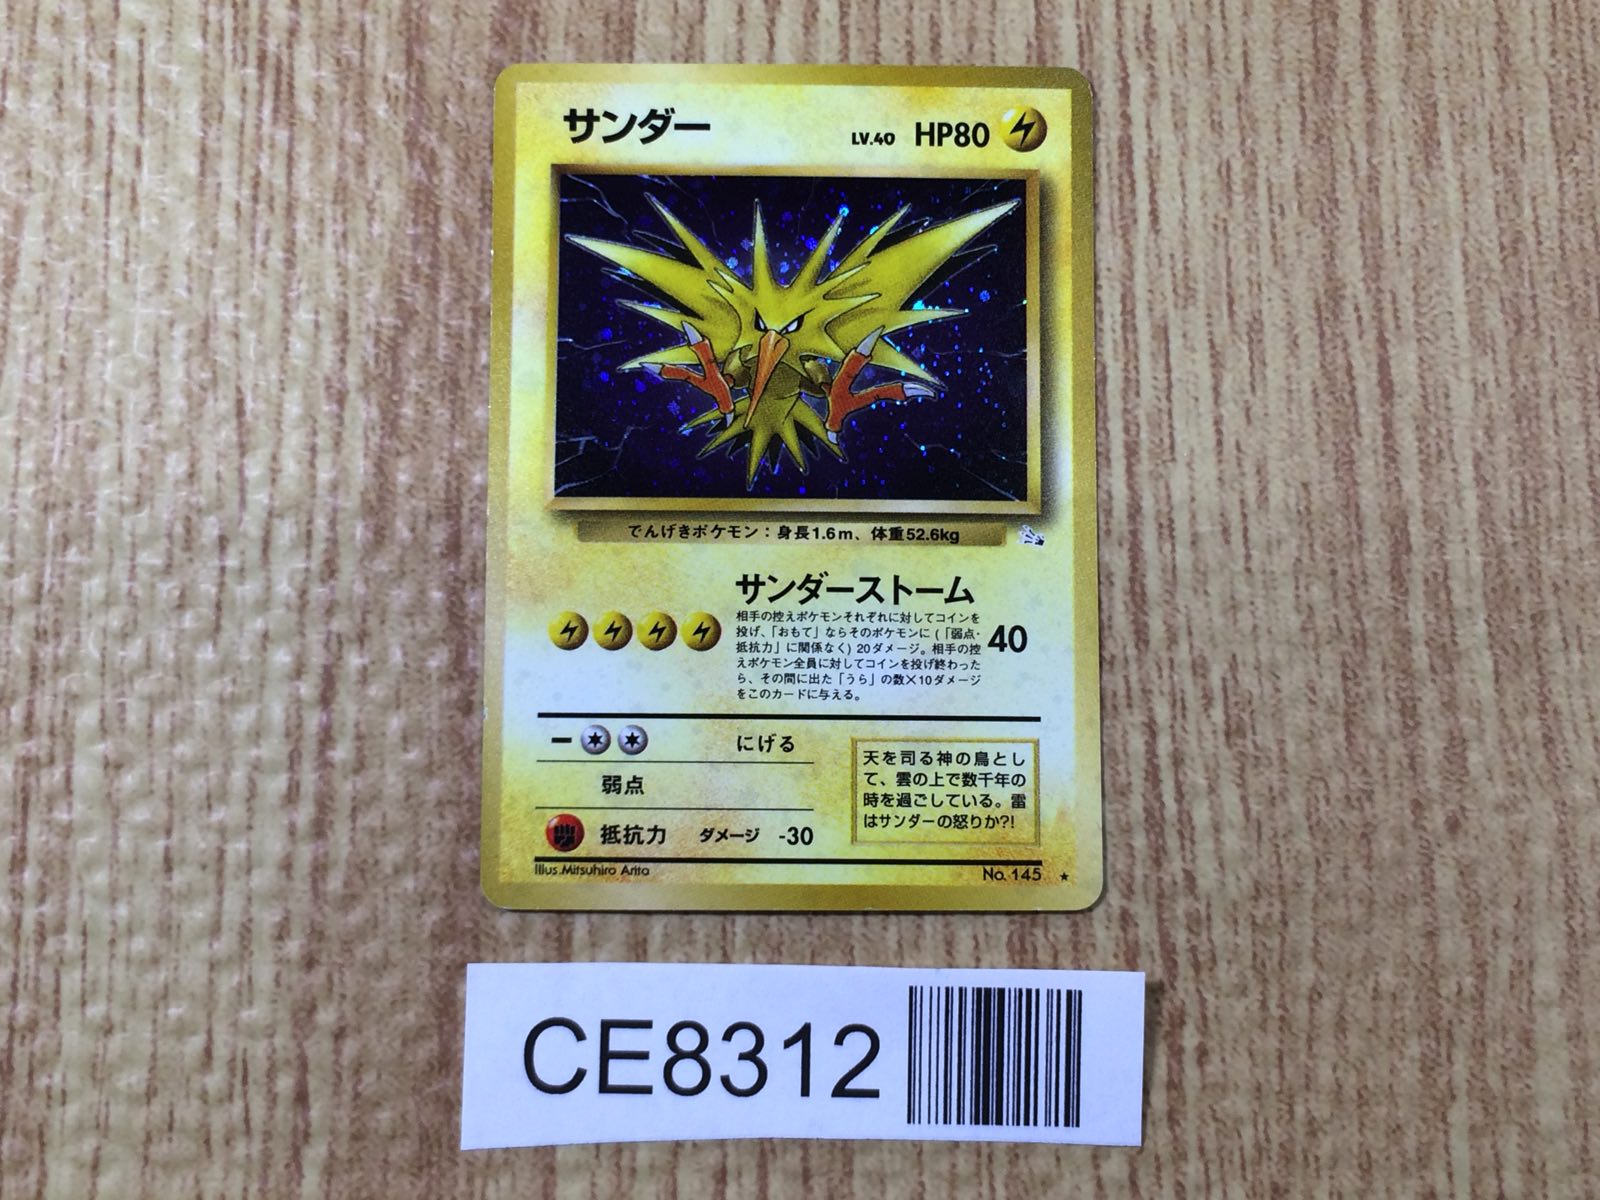 サンダー
LV.40 HP80
でんげきポケモン：身長1.6m、体重52.6kg
サンダーストーム
相手の控えポケモンそれぞれに対してコインを
投げ、「おもて」ならそのポケモンに（「弱点・
抵抗力」に関係なく）20ダメージ。相手の控
えポケモン全員に対してコインを投げ終わった
ら、その間に出た「うら」の数×10ダメージ
をこのカードに与える。
40
にげる
弱点
抵抗力 ダメージ -30
天を司る神の鳥とし
て、雲の上で数千年の
時を過ごしている。雷
はサンダーの怒りか?!
Illus.Mitsuhiro Arita
No. 145 ★
CE8312